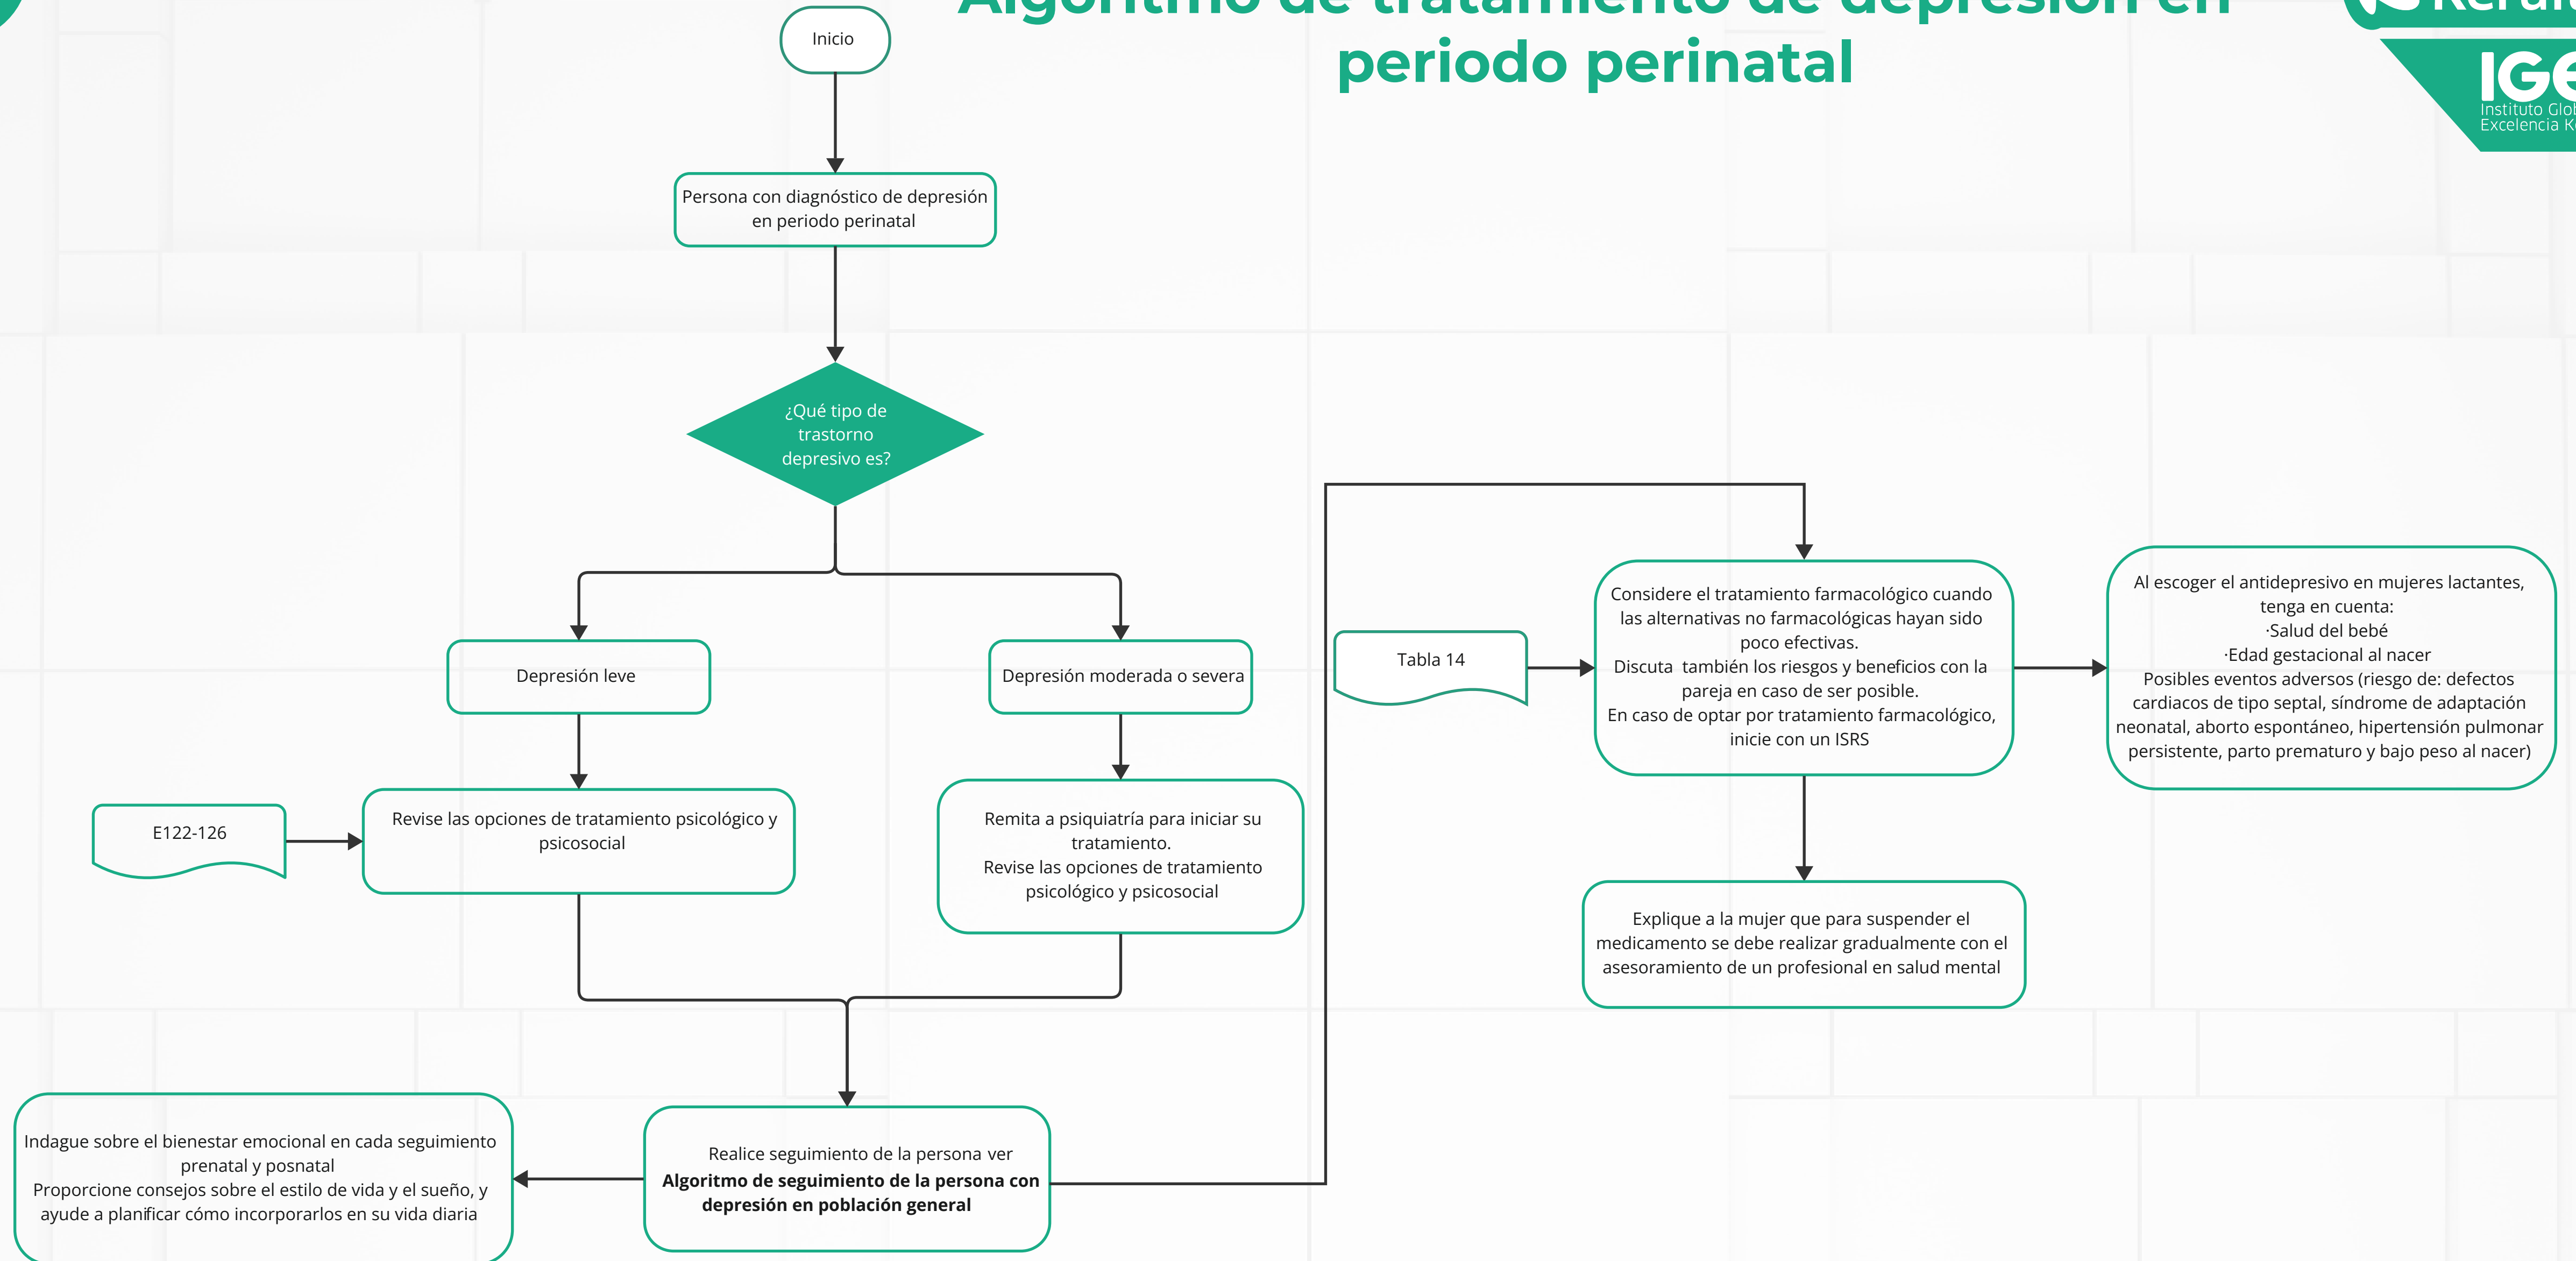 Algoritmo de tratamiento de depresión en
periodo perinatal
IGE
Instituto
Excelencia
Inicio
Persona con diagnóstico de depresión
en periodo perinatal
¿Qué tipo de
trastorno
depresivo es?
Depresión leve
Depresión moderada o severa
E122-126
Revise las opciones de tratamiento psicológico y
psicosocial
Remita a psiquiatría para iniciar su
tratamiento.
Revise las opciones de tratamiento
psicológico y psicosocial
Indague sobre el bienestar emocional en cada seguimiento
prenatal y posnatal
Proporcione consejos sobre el estilo de vida y el sueño, y
ayude a planificar cómo incorporarlos en su vida diaria
Realice seguimiento de la persona ver
Algoritmo de seguimiento de la persona con
depresión en población general
Tabla 14
Considere el tratamiento farmacológico cuando
las alternativas no farmacológicas hayan sido
poco efectivas.
Discuta también los riesgos y beneficios con la
pareja en caso de ser posible.
En caso de optar por tratamiento farmacológico,
inicie con un ISRS
Al escoger el antidepresivo en mujeres lactantes,
tenga en cuenta:
·Salud del bebé
·Edad gestacional al nacer
Posibles eventos adversos (riesgo de: defectos
cardiacos de tipo septal, síndrome de adaptación
neonatal, aborto espontáneo, hipertensión pulmonar
persistente, parto prematuro y bajo peso al nacer)
Explique a la mujer que para suspender el
medicamento se debe realizar gradualmente con el
asesoramiento de un profesional en salud mental